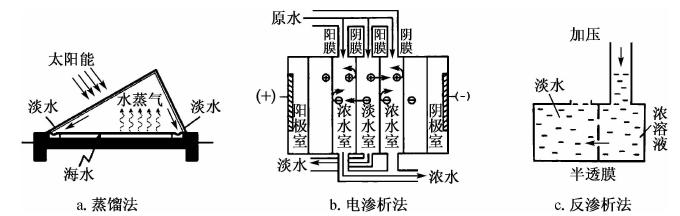 太阳能
淡水
水蒸气
淡水
海水
a. 蒸馏法
原水
阳膜
阴膜
阳膜
阴膜
(+)
阳极室
浓水室
淡水室
浓水室
阴极室
(-)
淡水
浓水
b. 电渗析法
加压
淡水
浓溶液
半透膜
c. 反渗析法